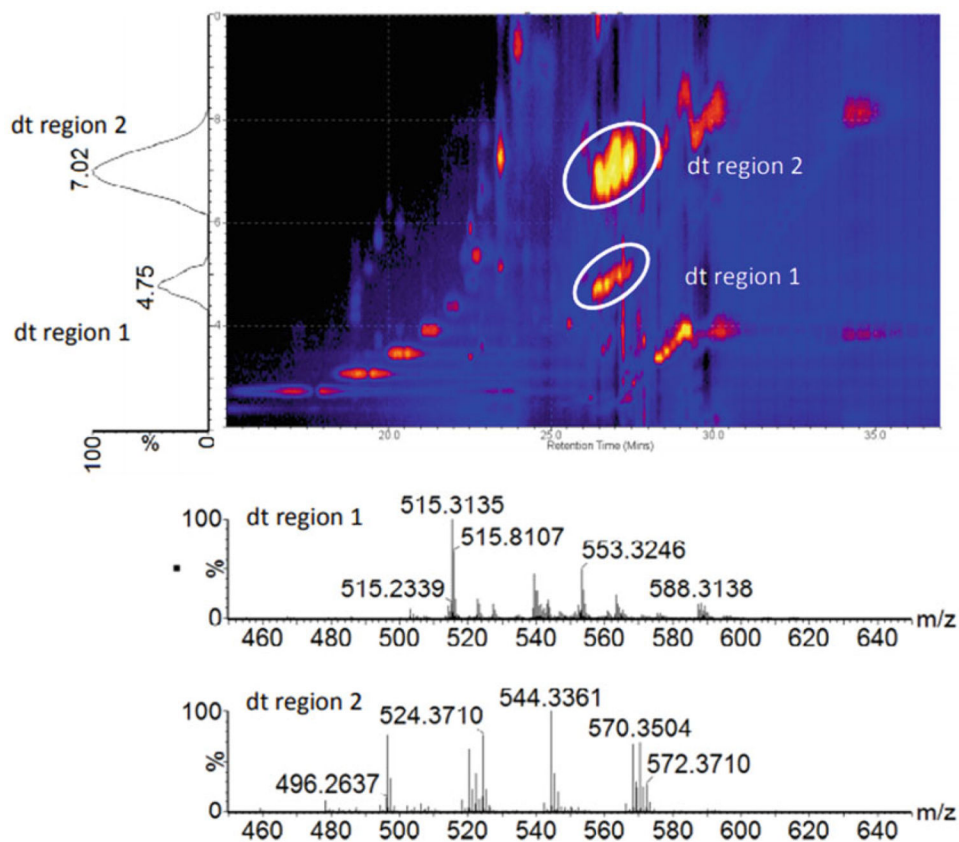 0
8
6
4
dt region 2
7.02
4.75
dt region 1
dt region 2
dt region 1
20.0 25.0 30.0 35.0
Retention Time (Mins)
100 % 0
dt region 1
100
%
0
515.3135
515.8107
515.2339
553.3246
588.3138
460 480 500 520 540 560 580 600 620 640 m/z
dt region 2
100
%
0
496.2637
524.3710
544.3361
570.3504
572.3710
460 480 500 520 540 560 580 600 620 640 m/z